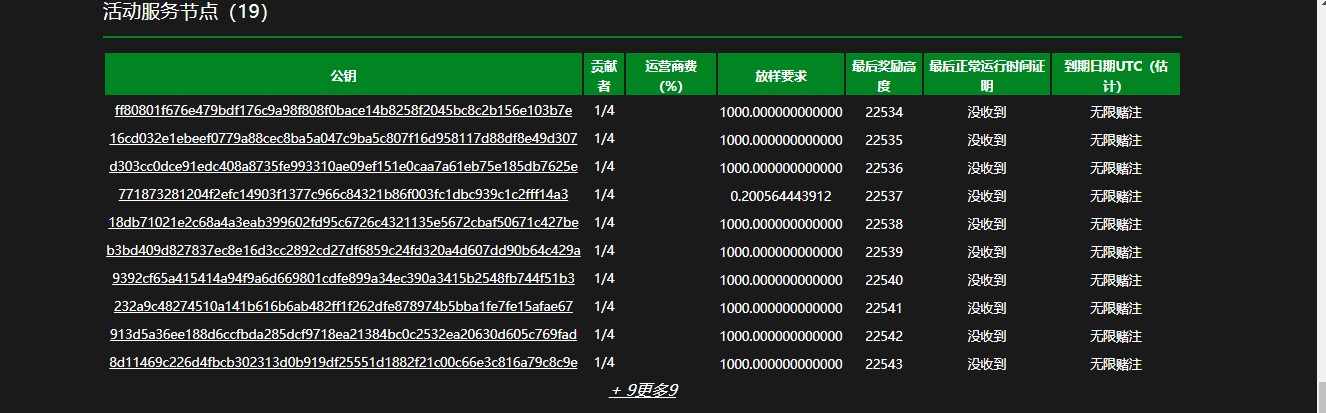 活动服务节点（19）
公钥 贡献者 运营商费（%） 放样要求 最后奖励高度 最后正常运行时间证明 到期日期UTC（估计）
ff80801f676e479bdf176c9a98f808f0bace14b8258f2045bc8c2b156e103b7e 1/4 1000.000000000000 22534 没收到 无限赌注
16cd032e1ebeef0779a88cec8ba5a047c9ba5c807f16d958117d88df8e49d307 1/4 1000.000000000000 22535 没收到 无限赌注
d303cc0dce91edc408a8735fe993310ae09ef151e0caa7a61eb75e185db7625e 1/4 1000.000000000000 22536 没收到 无限赌注
771873281204f2efc14903f1377c966c84321b86f003fc1dbc939c1c2fff14a3 1/4 0.200564443912 22537 没收到 无限赌注
18db71021e2c68a4a3eab399602fd95c6726c4321135e5672cbaf50671c427be 1/4 1000.000000000000 22538 没收到 无限赌注
b3bd409d827837ec8e16d3cc2892cd27df6859c24fd320a4d607dd90b64c429a 1/4 1000.000000000000 22539 没收到 无限赌注
9392cf65a415414a94f9a6d669801cdfe899a34ec390a3415b2548fb744f51b3 1/4 1000.000000000000 22540 没收到 无限赌注
232a9c48274510a141b616b6ab482ff1f262dfe878974b5bba1fe7fe15afae67 1/4 1000.000000000000 22541 没收到 无限赌注
913d5a36ee188d6ccfbda285dcf9718ea21384bc0c2532ea20630d605c769fad 1/4 1000.000000000000 22542 没收到 无限赌注
8d11469c226d4fbcb302313d0b919df25551d1882f21c00c66e3c816a79c8c9e 1/4 1000.000000000000 22543 没收到 无限赌注
+ 9更多9